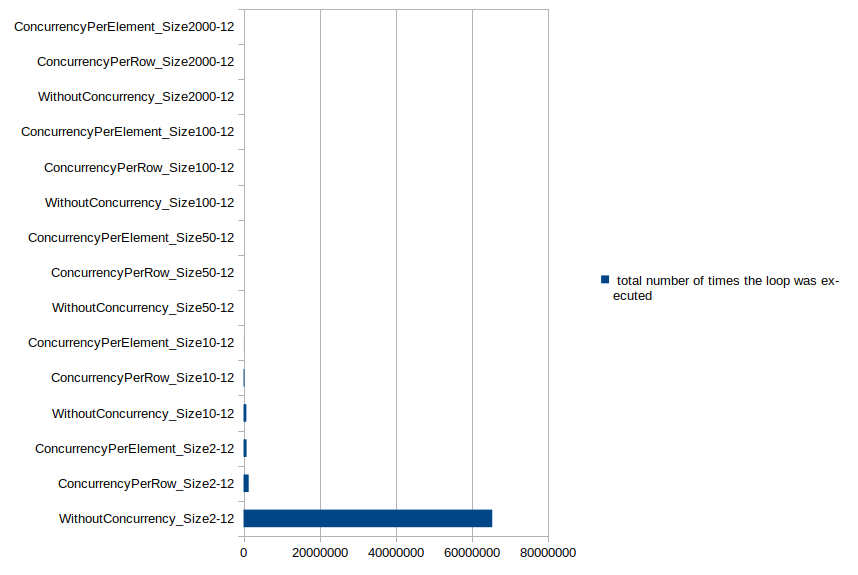 ConcurrencyPerElement_Size2000-12
ConcurrencyPerRow_Size2000-12
WithoutConcurrency_Size2000-12
ConcurrencyPerElement_Size100-12
ConcurrencyPerRow_Size100-12
WithoutConcurrency_Size100-12
ConcurrencyPerElement_Size50-12
ConcurrencyPerRow_Size50-12
WithoutConcurrency_Size50-12
ConcurrencyPerElement_Size10-12
ConcurrencyPerRow_Size10-12
WithoutConcurrency_Size10-12
ConcurrencyPerElement_Size2-12
ConcurrencyPerRow_Size2-12
WithoutConcurrency_Size2-12
0 20000000 40000000 60000000 80000000
total number of times the loop was ex-
ecuted